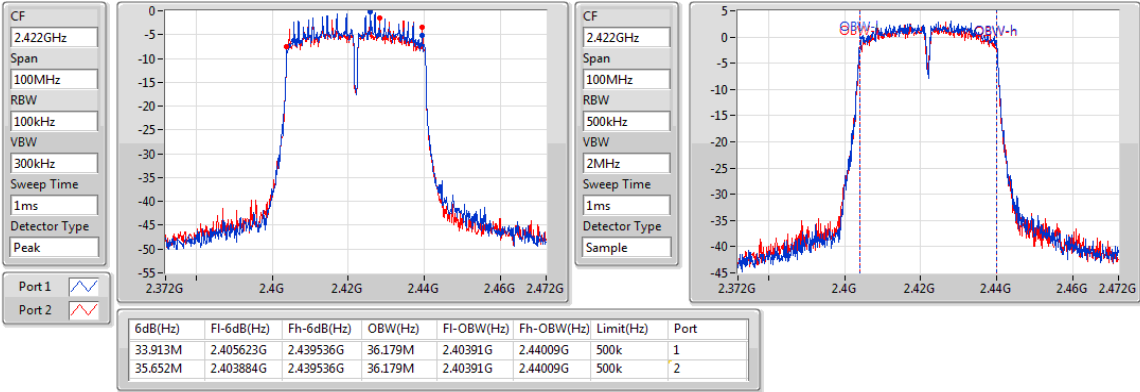 CF
2.422GHz
Span
100MHz
RBW
100kHz
VBW
300kHz
Sweep Time
1ms
Detector Type
Peak
Port 1
Port 2
0
-5
-10
-15
-20
-25
-30
-35
-40
-45
-50
-55
2.372G 2.4G 2.42G 2.44G 2.46G 2.472G
CF
2.422GHz
Span
100MHz
RBW
500kHz
VBW
2MHz
Sweep Time
1ms
Detector Type
Sample
5
0
-5
-10
-15
-20
-25
-30
-35
-40
-45
OBW-h
2.372G 2.4G 2.42G 2.44G 2.46G 2.472G
6dB(Hz) Fl-6dB(Hz) Fh-6dB(Hz) OBW(Hz) Fl-OBW(Hz) Fh-OBW(Hz) Limit(Hz) Port
33.913M 2.405623G 2.439536G 36.179M 2.40391G 2.44009G 500k 1
35.652M 2.403884G 2.439536G 36.179M 2.40391G 2.44009G 500k 2